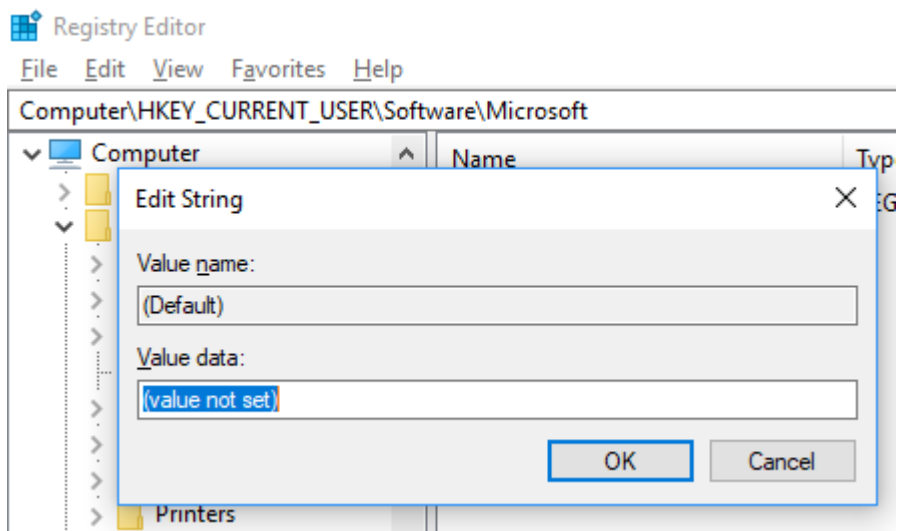 Registry Editor
File Edit View Favorites Help
Computer\HKEY_CURRENT_USER\Software\Microsoft
Computer
Name
Edit String
Value name:
(Default)
Value data:
(value not set)
OK Cancel
Printers